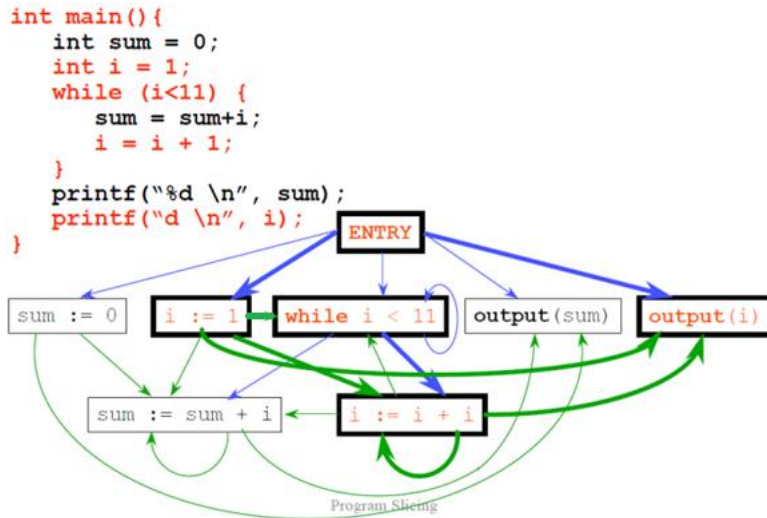 int main(){
int sum = 0;
int i = 1;
while (i<11) {
sum = sum+i;
i = i + 1;
}
printf(“%d \n”, sum);
printf(“d \n”, i);
}
ENTRY
sum := 0
i := 1
while i < 11
output(sum)
output(i)
sum := sum + i
i := i + i
Program Slicing